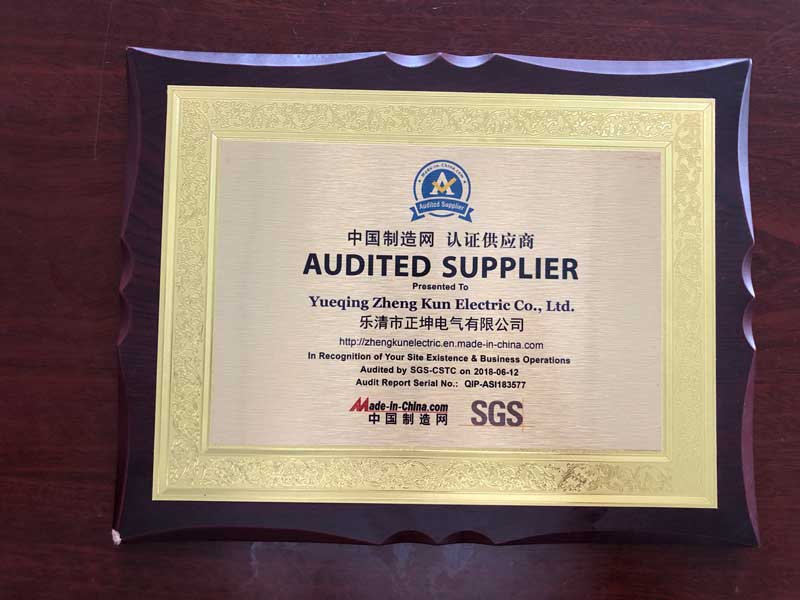 Made-in-China.com
A
Audited Supplier
中国制造网 认证供应商
AUDITED SUPPLIER
Presented To
Yueqing Zheng Kun Electric Co., Ltd.
乐清市正坤电气有限公司
http://zhengkunelectric.en.made-in-china.com
In Recognition of Your Site Existence & Business Operations
Audited by SGS-CSTC on 2018-06-12
Audit Report Serial No.: QIP-ASI183577
Made-in-China.com
中国制造网
SGS